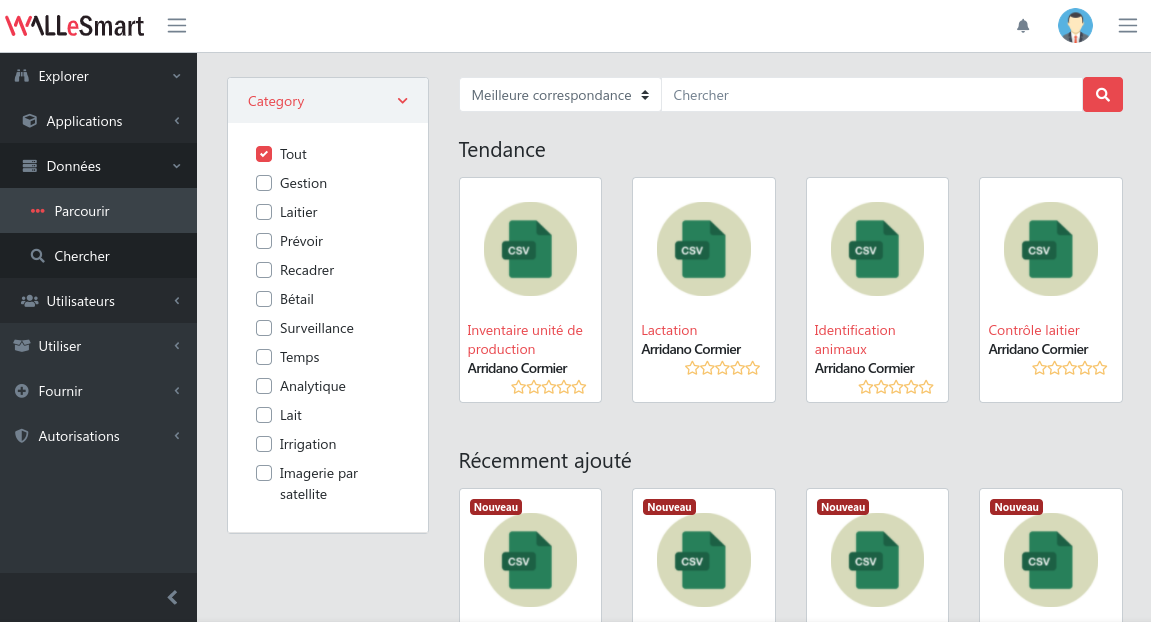 WALLeSmart
Explorer
Applications
Données
Parcourir
Chercher
Utilisateurs
Utiliser
Fournir
Autorisations
Category
Tout
Gestion
Laitier
Prévoir
Recadrer
Bétail
Surveillance
Temps
Analytique
Lait
Irrigation
Imagerie par
satellite
Meilleure correspondance
Chercher
Tendance
CSV
Inventaire unité de
production
Arridano Cormier
CSV
Lactation
Arridano Cormier
CSV
Identification
animaux
Arridano Cormier
CSV
Contrôle laitier
Arridano Cormier
Récemment ajouté
Nouveau
CSV
Nouveau
CSV
Nouveau
CSV
Nouveau
CSV